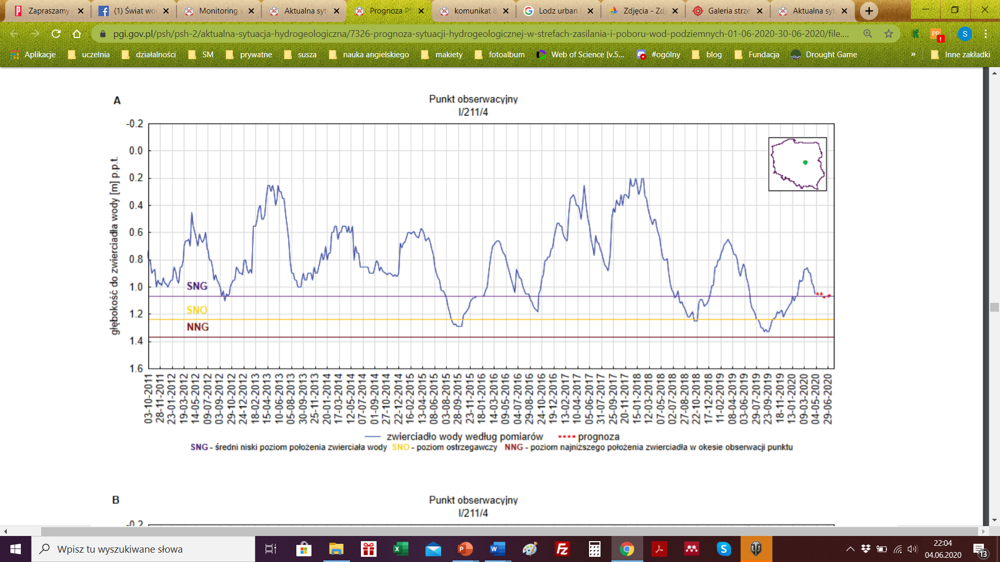 Zapraszamy
(1) Świat wo
Monitoring
Aktualna syt
Prognoza PS
komunikat 8
Lodz urban
Zdjęcia - Zdj
Galeria strze
Aktualna syt
pgi.gov.pl/psh/psh-2/aktualna-sytuacja-hydrogeologiczna/7326-prognoza-sytuacji-hydrogeologicznej-w-strefach-zasilania-i-poboru-wod-podziemnych-01-06-2020-30-06-2020/file....
PP
S
Aplikacje
uczelnia
działalności
SM
prywatne
susza
nauka angielskiego
makiety
fotoalbum
Web of Science [v.5...
#ogólny
blog
Fundacja
Drought Game
»
Inne zakładki
A
Punkt obserwacyjny
I/211/4
głębokość do zwierciadła wody [m] p.p.t.
-0.2
0.0
0.2
0.4
0.6
0.8
1.0
1.2
1.4
1.6
SNG
SNO
NNG
03-10-2011
28-11-2011
23-01-2012
19-03-2012
14-05-2012
09-07-2012
03-09-2012
29-10-2012
24-12-2012
18-02-2013
15-04-2013
10-06-2013
05-08-2013
30-09-2013
25-11-2013
20-01-2014
17-03-2014
12-05-2014
07-07-2014
01-09-2014
27-10-2014
22-12-2014
16-02-2015
13-04-2015
08-06-2015
03-08-2015
28-09-2015
23-11-2015
18-01-2016
14-03-2016
09-05-2016
04-07-2016
29-08-2016
24-10-2016
19-12-2016
13-02-2017
10-04-2017
05-06-2017
31-07-2017
25-09-2017
20-11-2017
15-01-2018
12-03-2018
07-05-2018
02-07-2018
27-08-2018
22-10-2018
17-12-2018
11-02-2019
08-04-2019
03-06-2019
29-07-2019
23-09-2019
18-11-2019
13-01-2020
09-03-2020
04-05-2020
29-06-2020
zwierciadło wody według pomiarów
prognoza
SNG - średni niski poziom położenia zwierciała wody SNO - poziom ostrzegawczy NNG - poziom najniższego położenia zwierciadła w okesie obserwacji punktu
B
Punkt obserwacyjny
I/211/4
-0.2
Wpisz tu wyszukiwane słowa
22:04
04.06.2020
13